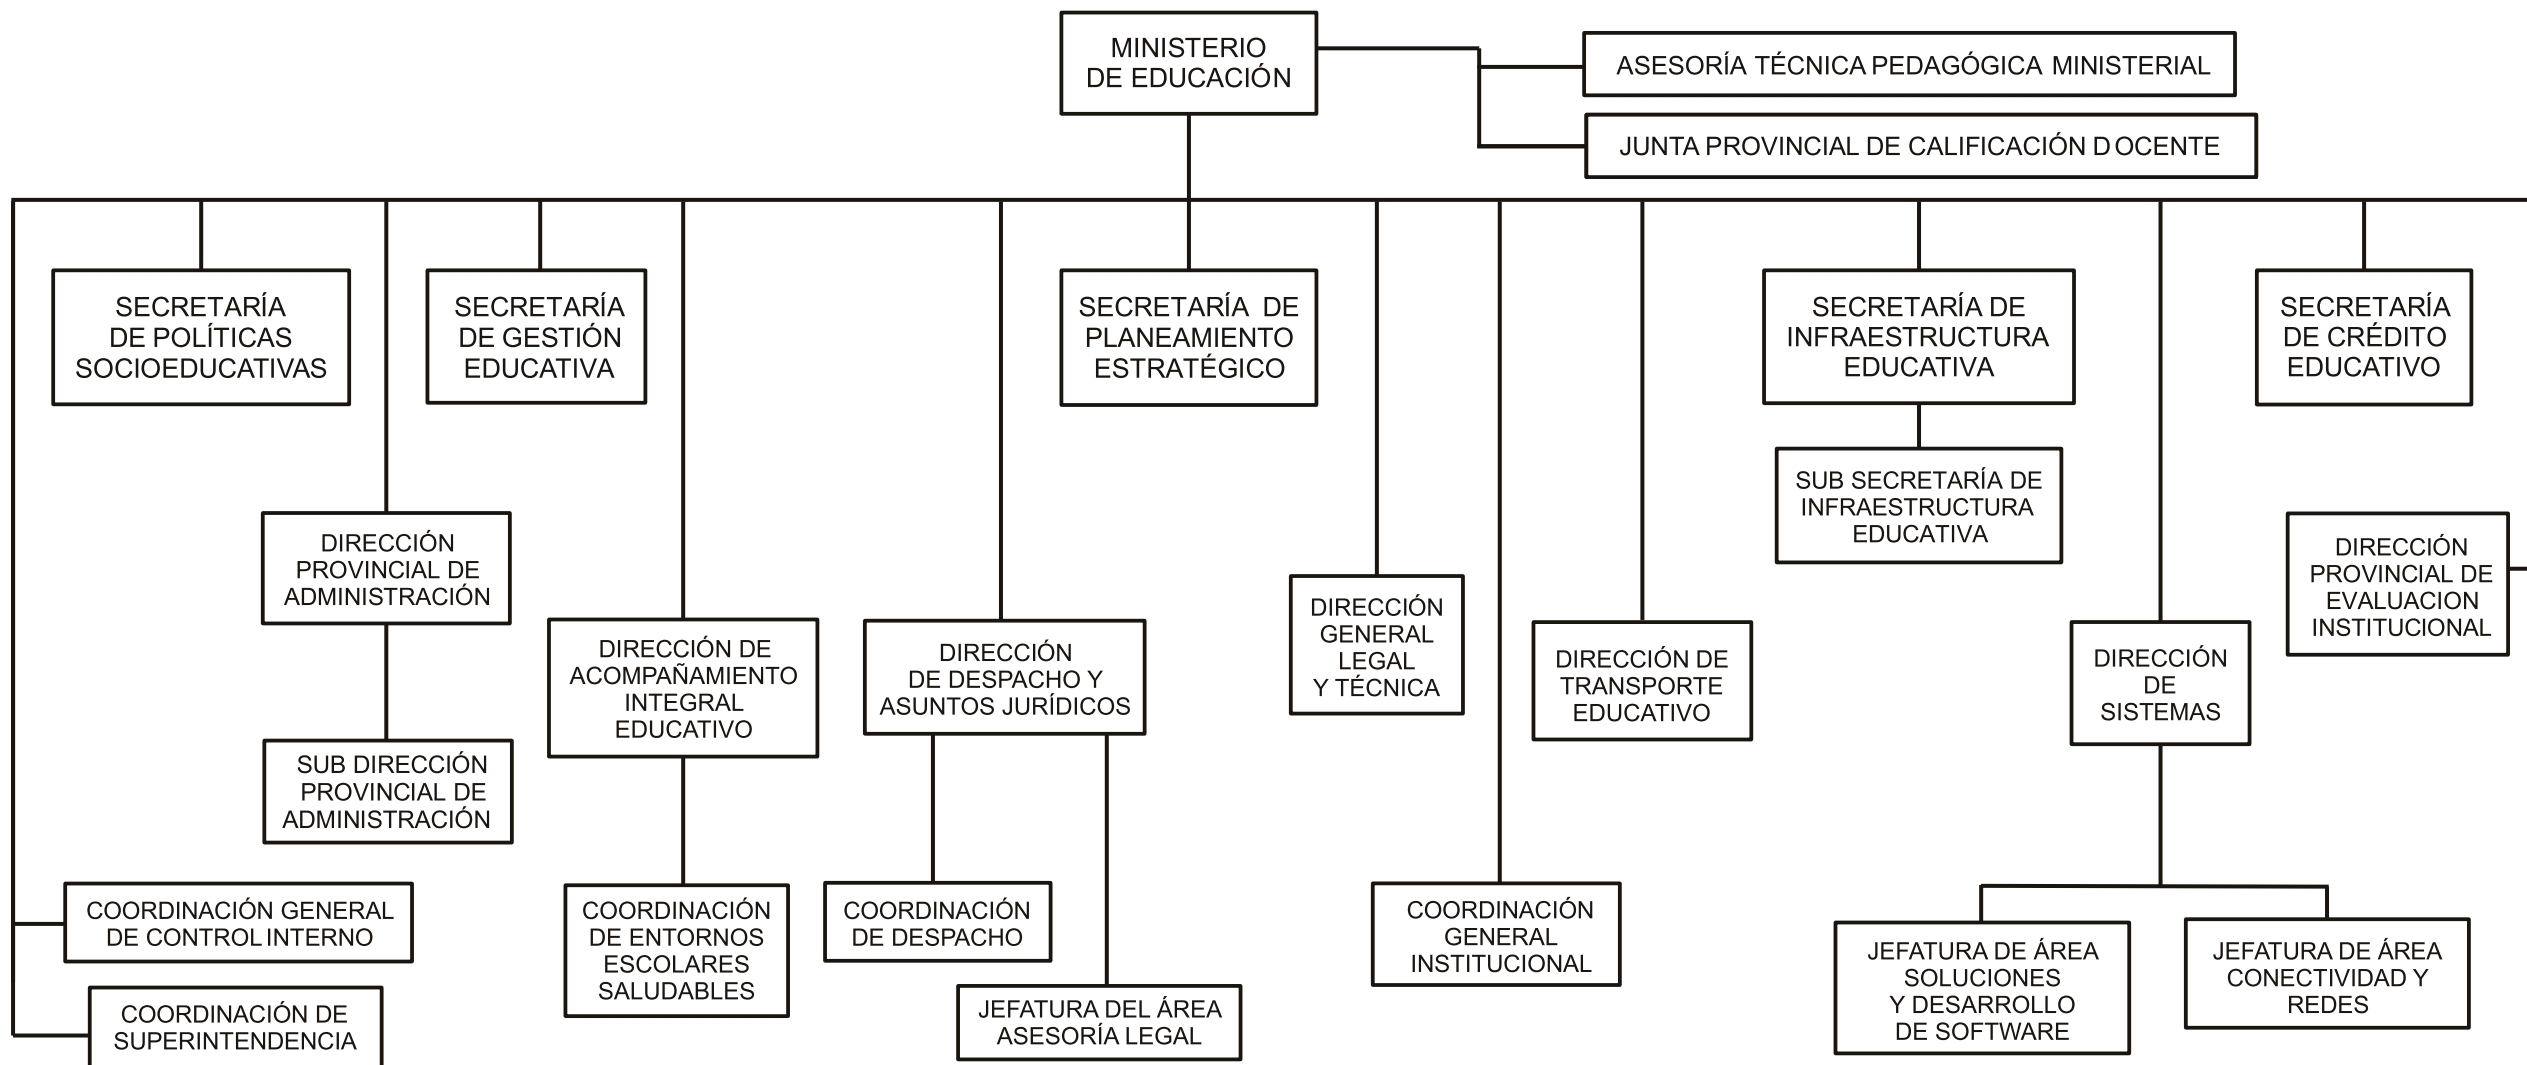 MINISTERIO
DE EDUCACIÓN
ASESORÍA TÉCNICA PEDAGÓGICA MINISTERIAL
JUNTA PROVINCIAL DE CALIFICACIÓN D OCENTE
SECRETARÍA
DE POLÍTICAS
SOCIOEDUCATIVAS
SECRETARÍA
DE GESTIÓN
EDUCATIVA
SECRETARÍA DE
PLANEAMIENTO
ESTRATÉGICO
SECRETARÍA DE
INFRAESTRUCTURA
EDUCATIVA
SECRETARÍA
DE CRÉDITO
EDUCATIVO
SUB SECRETARÍA DE
INFRAESTRUCTURA
EDUCATIVA
DIRECCIÓN
PROVINCIAL DE
ADMINISTRACIÓN
DIRECCIÓN
PROVINCIAL DE
EVALUACION
INSTITUCIONAL
DIRECCIÓN DE
ACOMPAÑAMIENTO
INTEGRAL
EDUCATIVO
DIRECCIÓN
DE DESPACHO Y
ASUNTOS JURÍDICOS
DIRECCIÓN
GENERAL
LEGAL
Y TÉCNICA
DIRECCIÓN DE
TRANSPORTE
EDUCATIVO
DIRECCIÓN
DE
SISTEMAS
SUB DIRECCIÓN
PROVINCIAL DE
ADMINISTRACIÓN
COORDINACIÓN GENERAL
DE CONTROL INTERNO
COORDINACIÓN
DE ENTORNOS
ESCOLARES
SALUDABLES
COORDINACIÓN
DE DESPACHO
COORDINACIÓN
GENERAL
INSTITUCIONAL
JEFATURA DE ÁREA
SOLUCIONES
Y DESARROLLO
DE SOFTWARE
JEFATURA DE ÁREA
CONECTIVIDAD Y
REDES
COORDINACIÓN DE
SUPERINTENDENCIA
JEFATURA DEL ÁREA
ASESORÍA LEGAL